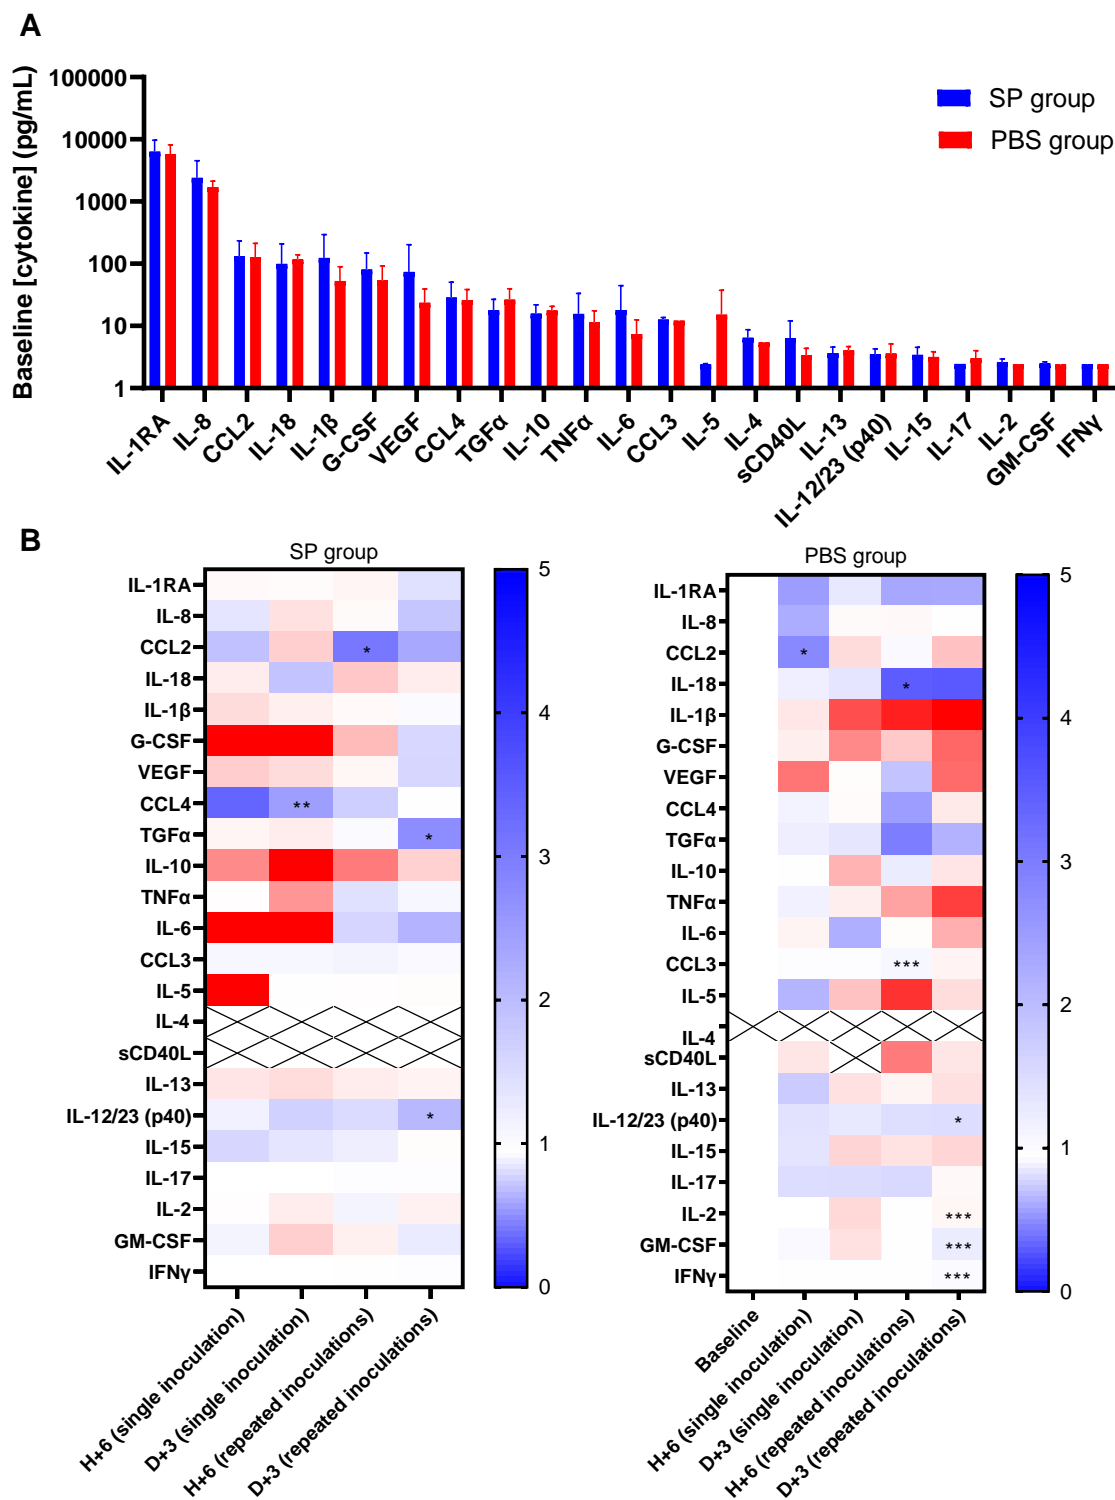 A
Baseline [cytokine] (pg/mL)
100000
10000
1000
100
10
1
SP group
PBS group
IL-1RA
IL-8
CCL2
IL-18
IL-1β
G-CSF
VEGF
CCL4
TGFα
IL-10
TNFα
IL-6
CCL3
IL-5
IL-4
sCD40L
IL-13
IL-12/23 (p40)
IL-15
IL-17
IL-2
GM-CSF
IFNγ
B
SP group
IL-1RA
IL-8
CCL2 *
IL-18
IL-1β
G-CSF
VEGF
CCL4 **
TGFα *
IL-10
TNFα
IL-6
CCL3
IL-5
IL-4
sCD40L
IL-13
IL-12/23 (p40) *
IL-15
IL-17
IL-2
GM-CSF
IFNγ
H+6 (single inoculation)
D+3 (single inoculation)
H+6 (repeated inoculations)
D+3 (repeated inoculations)
5
4
3
2
1
0
PBS group
IL-1RA
IL-8
CCL2 *
IL-18 *
IL-1β
G-CSF
VEGF
CCL4
TGFα
IL-10
TNFα
IL-6
CCL3 ***
IL-5
IL-4
sCD40L
IL-13
IL-12/23 (p40) *
IL-15
IL-17
IL-2 ***
GM-CSF ***
IFNγ ***
Baseline
H+6 (single inoculation)
D+3 (single inoculation)
H+6 (repeated inoculations)
D+3 (repeated inoculations)
5
4
3
2
1
0